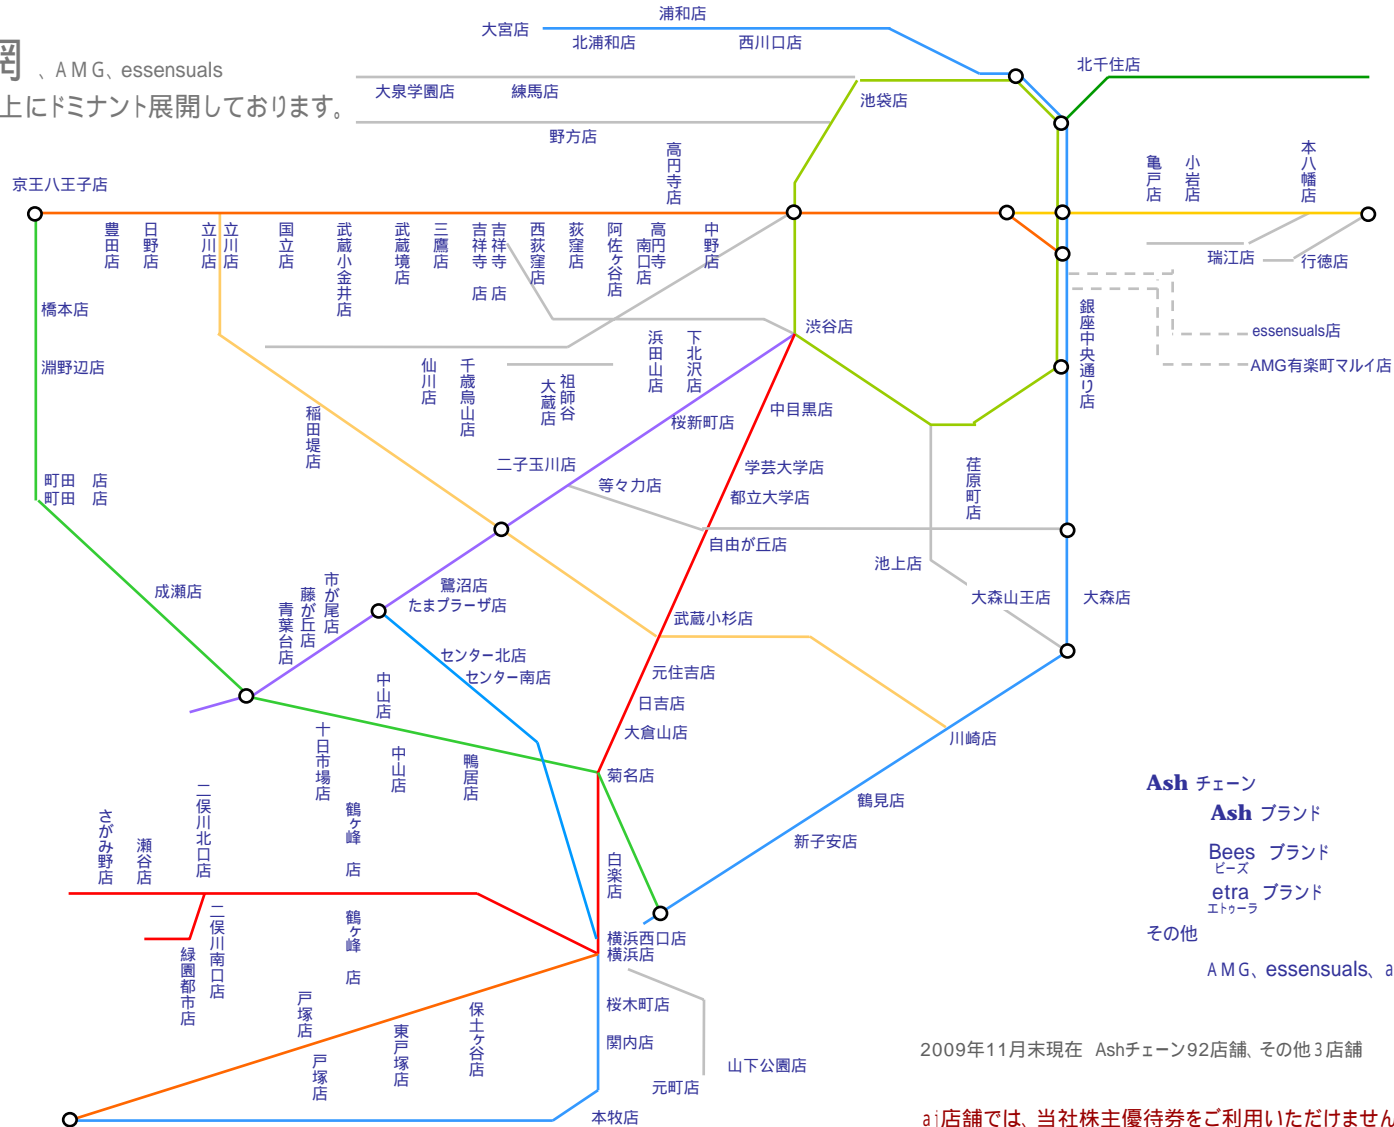 網 、AMG、essensuals
上にドミナント展開しております。
大宮店
浦和店
北浦和店
西川口店
北千住店
大泉学園店
練馬店
池袋店
野方店
高円寺店
亀戸店
小岩店
本八幡店
京王八王子店
豊田店
日野店
立川店
立川店
国立店
武蔵小金井店
武蔵境店
三鷹店
吉祥寺 店
吉祥寺 店
西荻窪店
荻窪店
阿佐ヶ谷店
高円寺
南口店
中野店
瑞江店
行徳店
橋本店
淵野辺店
渋谷店
銀座中央通り店
essensuals店
AMG有楽町マルイ店
仙川店
千歳烏山店
祖師谷
大蔵店
浜田山店
下北沢店
稲田堤店
桜新町店
中目黒店
二子玉川店
等々力店
学芸大学店
都立大学店
荏原町店
町田 店
町田 店
自由が丘店
池上店
成瀬店
市が尾店
藤が丘店
青葉台店
鷺沼店
たまプラーザ店
大森山王店
大森店
武蔵小杉店
センター北店
センター南店
中山店
元住吉店
日吉店
大倉山店
十日市場店
中山店
鴨居店
川崎店
菊名店
鶴見店
新子安店
さがみ野店
瀬谷店
二俣川北口店
鶴ヶ峰 店
白楽店
二俣川南口店
緑園都市店
鶴ヶ峰 店
横浜西口店
横浜店
戸塚店
戸塚店
東戸塚店
保土ヶ谷店
桜木町店
関内店
山下公園店
元町店
本牧店
Ash チェーン
Ash ブランド
Bees ブランド
ビーズ
etra ブランド
エトゥーラ
その他
AMG、essensuals、a
2009年11月末現在 Ashチェーン92店舗、その他3店舗
ai店舗では、当社株主優待券をご利用いただけません